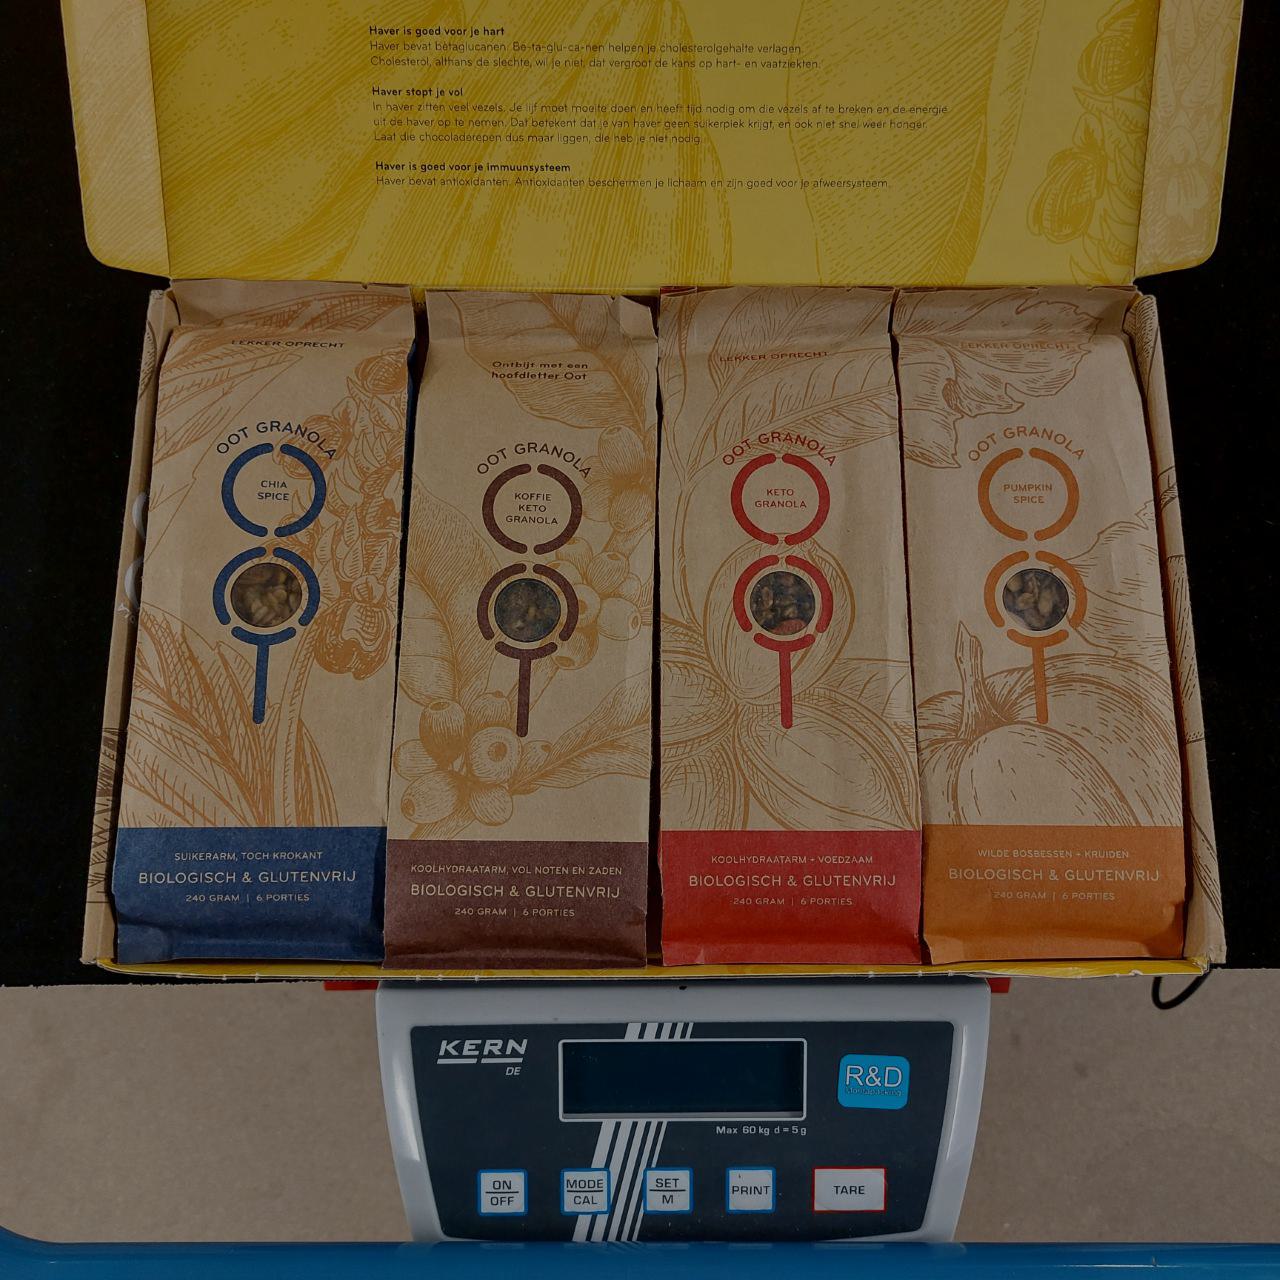 Haver is goed voor je hart
Haver bevat bètaglucanen. Bè-ta-glu-ca-nen helpen je cholesterolgehalte verlagen.
Cholesterol, althans de slechte, wil je niet, dat vergroot de kans op hart- en vaatziekten.
Haver stopt je vol
In haver zitten veel vezels. Je lijf moet moeite doen en heeft tijd nodig om die vezels af te breken en de energie
uit de haver op te nemen. Dat betekent dat je van haver geen suikerpiek krijgt, en ook niet snel weer honger.
Laat die chocoladerepen dus maar liggen, die heb je niet nodig.
Haver is goed voor je immuunsysteem
Haver bevat antioxidanten. Antioxidanten beschermen je lichaam en zijn goed voor je afweersysteem.
LEKKER OPRECHT
OOT GRANOLA
CHIA
SPICE
SUIKERARM, TOCH KROKANT
BIOLOGISCH & GLUTENVRIJ
240 GRAM | 6 PORTIES
Ontbijt met een
hoofdletter Oot
OOT GRANOLA
KOFFIE
KETO
GRANOLA
KOOLHYDRAATARM, VOL NOTEN EN ZADEN
BIOLOGISCH & GLUTENVRIJ
240 GRAM | 6 PORTIES
LEKKER OPRECHT
OOT GRANOLA
KETO
GRANOLA
KOOLHYDRAATARM + VOEDZAAM
BIOLOGISCH & GLUTENVRIJ
240 GRAM | 6 PORTIES
LEKKER OPRECHT
OOT GRANOLA
PUMPKIN
SPICE
WILDE BOSBESSEN + KRUIDEN
BIOLOGISCH & GLUTENVRIJ
240 GRAM | 6 PORTIES
KERN
DE
R&D
Max 60 kg d = 5 g
ON
OFF
MODE
CAL
SET
M
PRINT
TARE